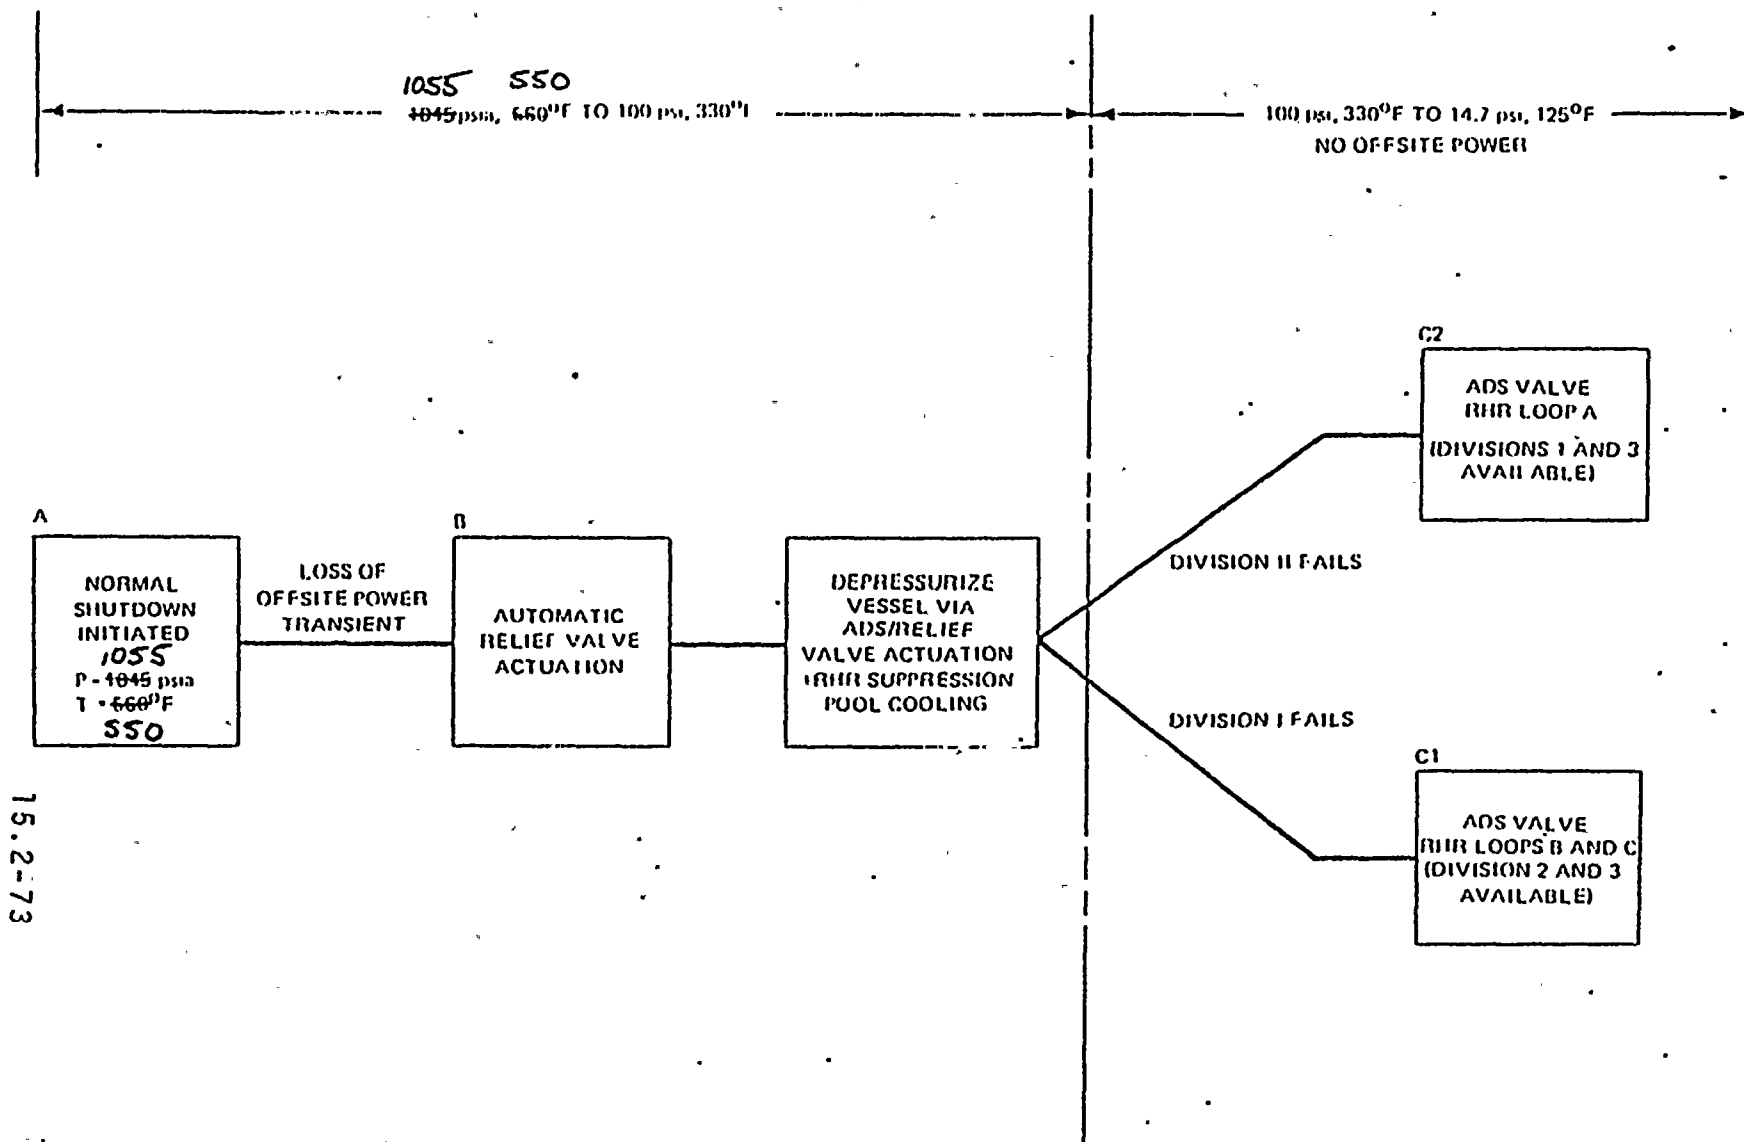 1055 550
1045 psia, 660°F TO 100 psi, 330°F
100 psi, 330°F TO 14.7 psi, 125°F
NO OFFSITE POWER
A
NORMAL
SHUTDOWN
INITIATED
1055
P - 1045 psia
T - 660°F
550
LOSS OF
OFFSITE POWER
TRANSIENT
B
AUTOMATIC
RELIEF VALVE
ACTUATION
DEPRESSURIZE
VESSEL VIA
ADS/RELIEF
VALVE ACTUATION
+RHR SUPPRESSION
POOL COOLING
DIVISION II FAILS
C2
ADS VALVE
RHR LOOP A
(DIVISIONS 1 AND 3
AVAILABLE)
DIVISION I FAILS
C1
ADS VALVE
RHR LOOPS B AND C
(DIVISION 2 AND 3
AVAILABLE)
15.2-73